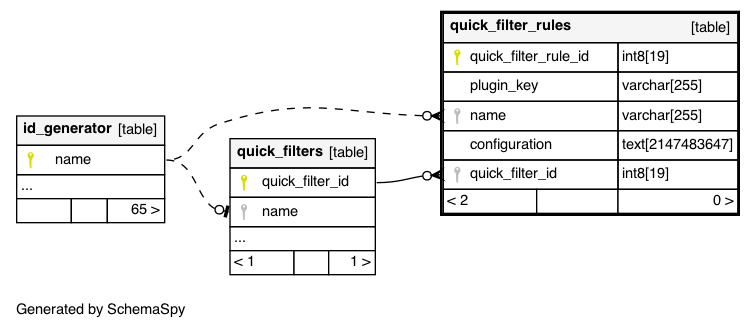 quick_filter_rules [table]
quick_filter_rule_id int8[19]
plugin_key varchar[255]
name varchar[255]
configuration text[2147483647]
quick_filter_id int8[19]
< 2 0 >
id_generator [table]
name
...
65 >
quick_filters [table]
quick_filter_id
name
...
< 1 1 >
Generated by SchemaSpy